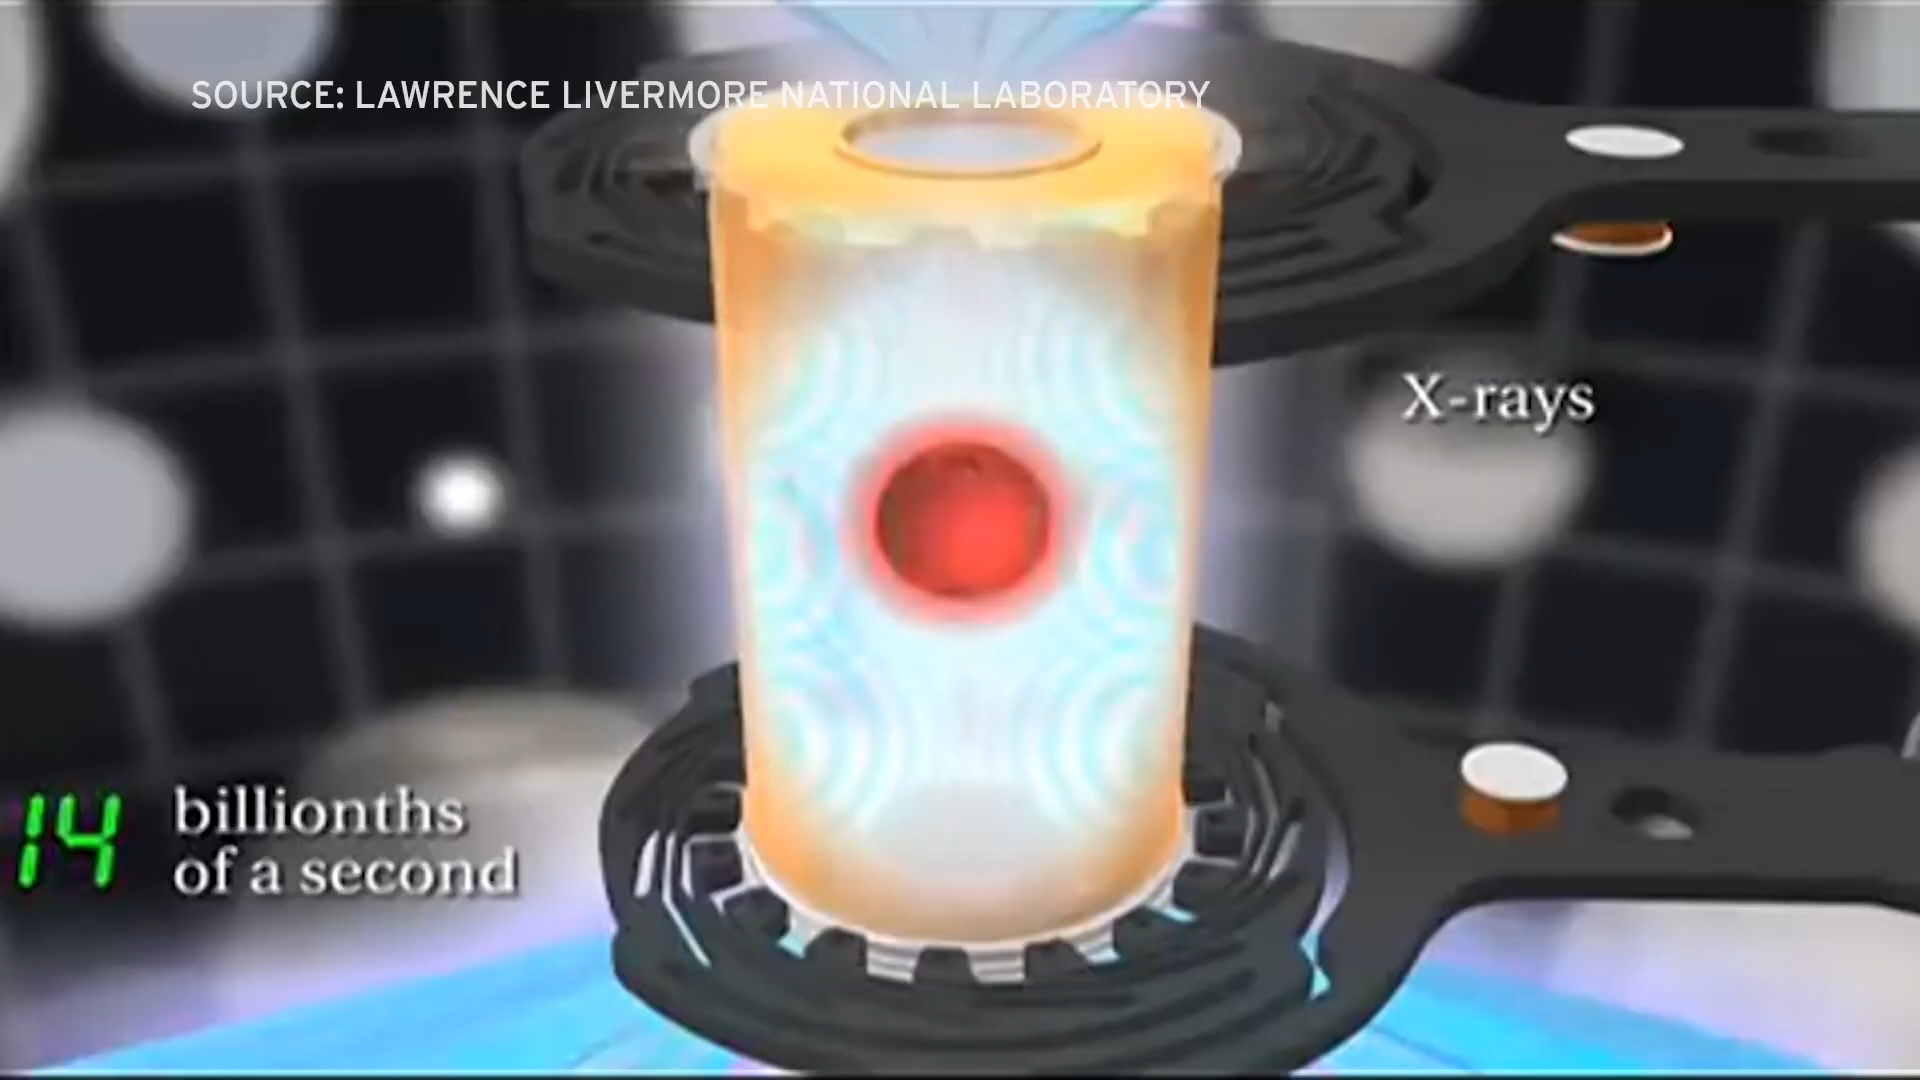 SOURCE: LAWRENCE LIVERMORE NATIONAL LABORATORY
X-rays
14 billionths
of a second